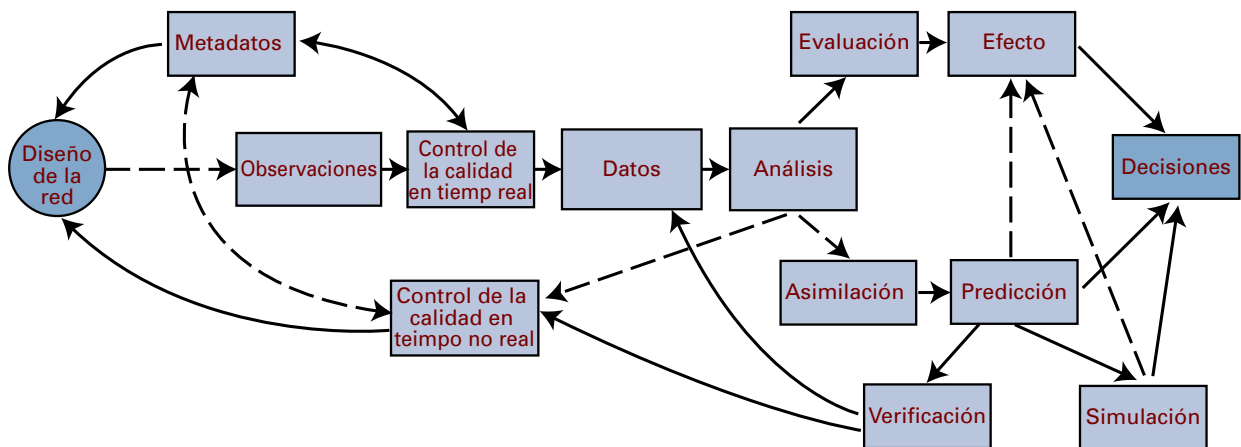 Metadatos
Evaluación
Efecto
Diseño
de la
red
Observaciones
Control de
la calidad
en tiemp real
Datos
Análisis
Decisiones
Control de la
calidad en
teimpo no real
Asimilación
Predicción
Verificación
Simulación